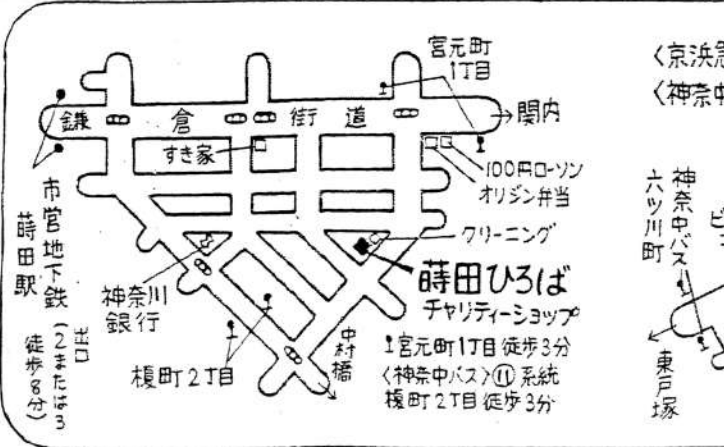 宮元町
1丁目
鎌倉街道
→関内
すき家
100円ローソン
オリジン弁当
クリーニング
市営地下鉄
蒔田駅
出口
(2または3
徒歩8分)
神奈川
銀行
榎町2丁目
中村橋
蒔田ひろば
チャリティーショップ
宮元町1丁目徒歩3分
〈神奈中バス〉⑪系統
榎町2丁目徒歩3分
〈京浜急
〈神奈中
神奈中バス
六ツ川町
東戸塚